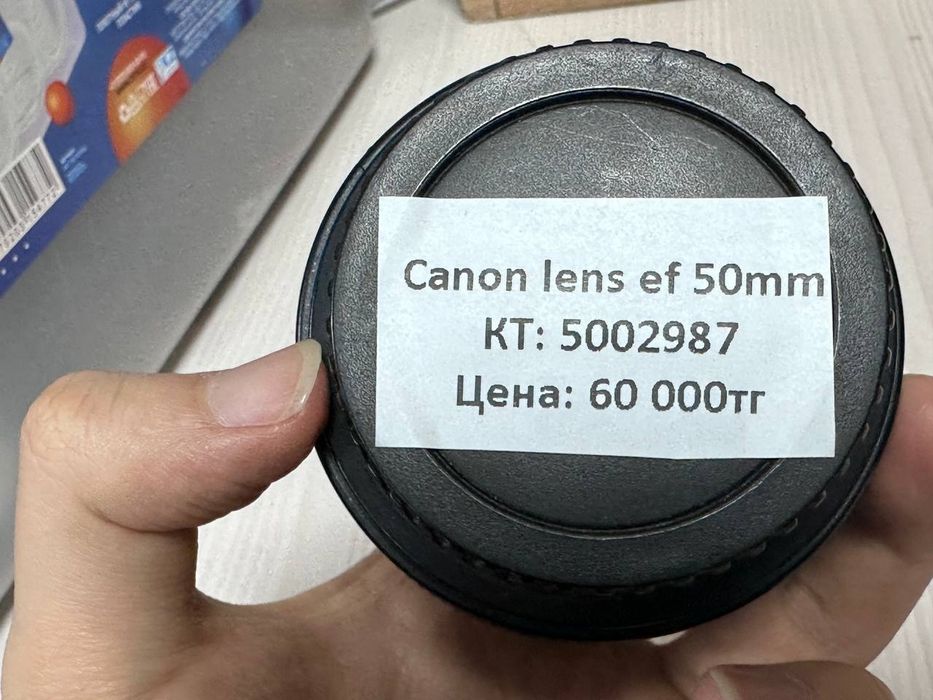 Canon lens ef 50mm
КТ: 5002987
Цена: 60 000тг